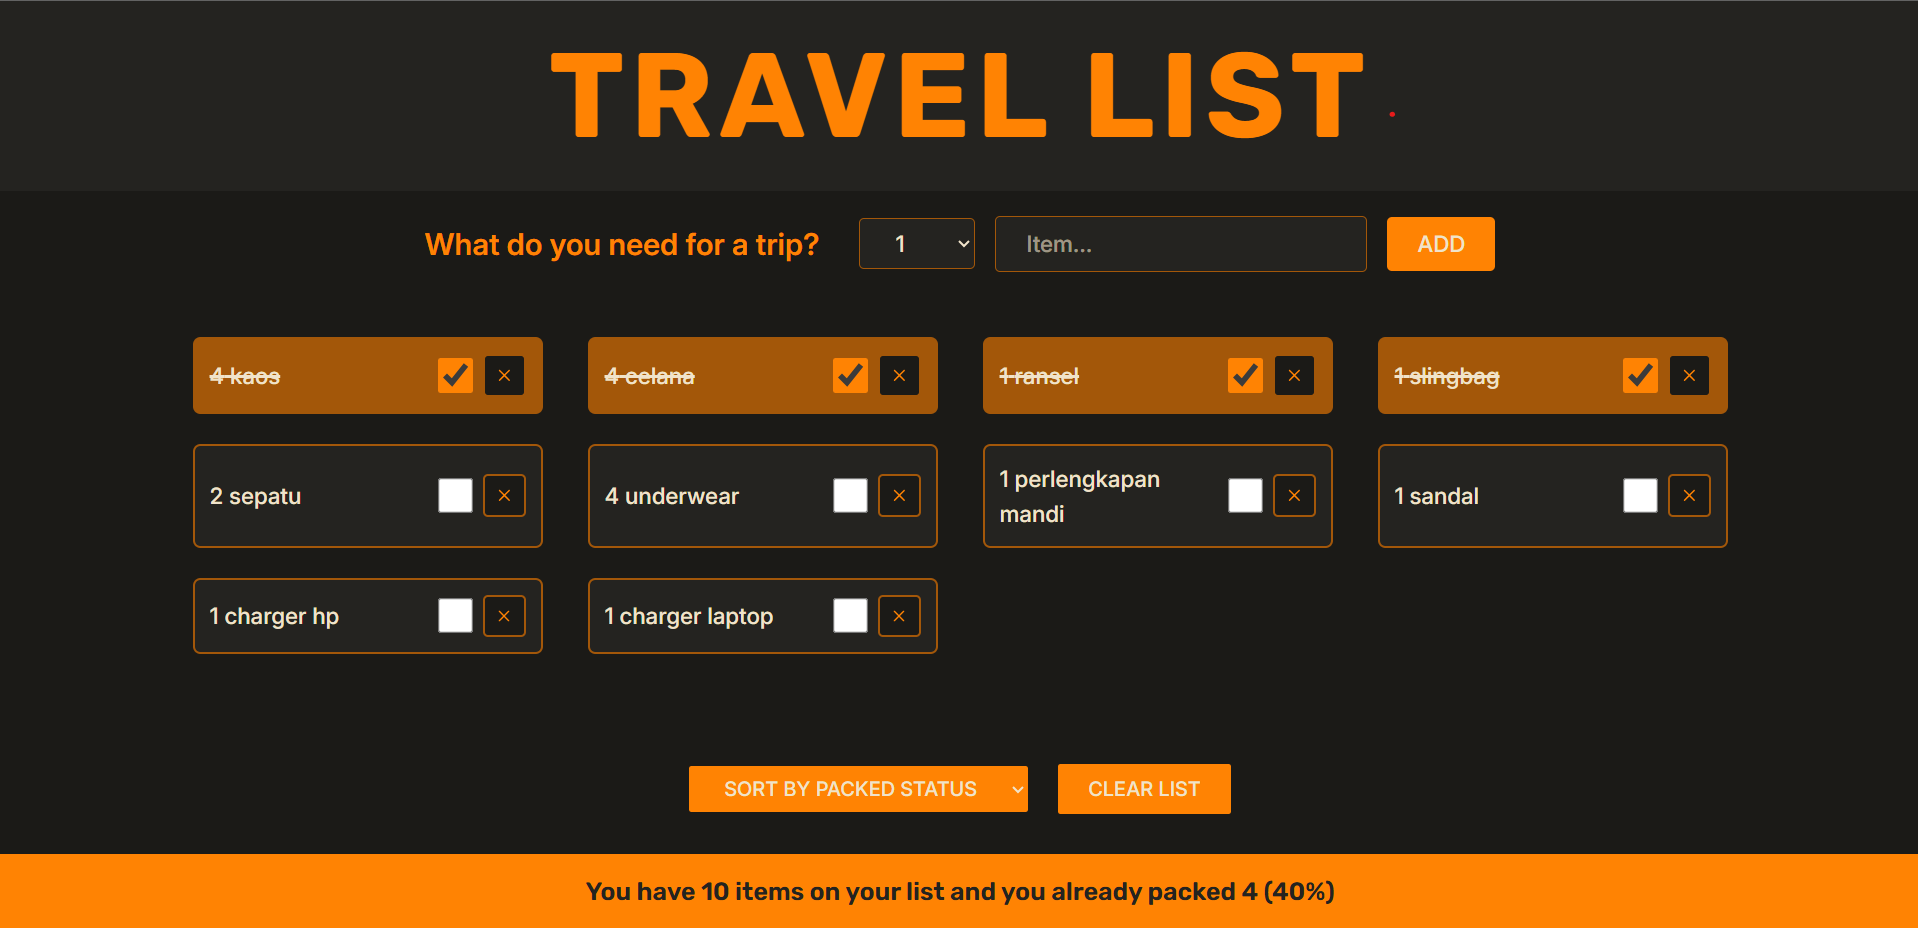 TRAVEL LIST
What do you need for a trip? 1 Item... ADD
4 kaos 4 celana 1 ransel 1 slingbag
2 sepatu 4 underwear 1 perlengkapan mandi 1 sandal
1 charger hp 1 charger laptop
SORT BY PACKED STATUS CLEAR LIST
You have 10 items on your list and you already packed 4 (40%)